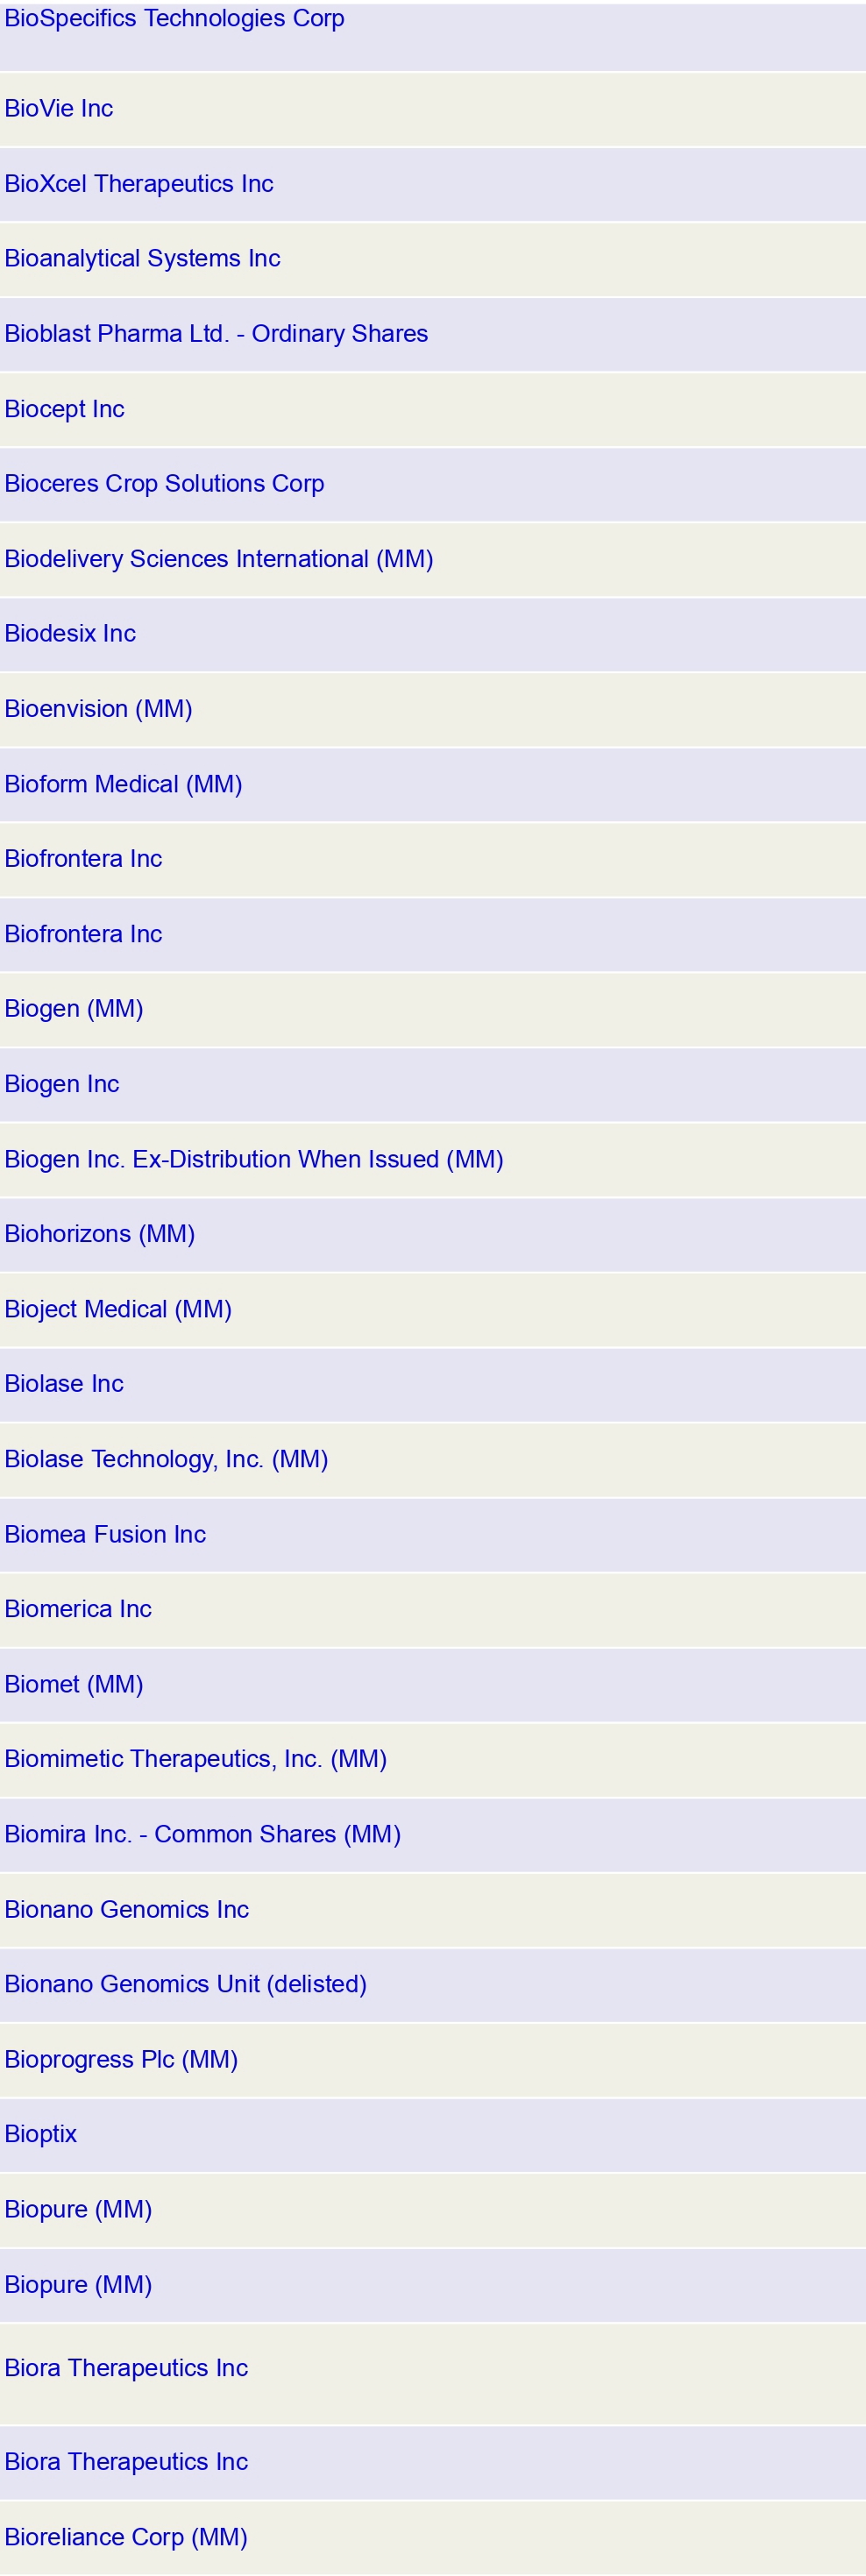 BioSpecifics Technologies Corp
BioVie Inc
BioXcel Therapeutics Inc
Bioanalytical Systems Inc
Bioblast Pharma Ltd. - Ordinary Shares
Biocept Inc
Bioceres Crop Solutions Corp
Biodelivery Sciences International (MM)
Biodesix Inc
Bioenvision (MM)
Bioform Medical (MM)
Biofrontera Inc
Biofrontera Inc
Biogen (MM)
Biogen Inc
Biogen Inc. Ex-Distribution When Issued (MM)
Biohorizons (MM)
Bioject Medical (MM)
Biolase Inc
Biolase Technology, Inc. (MM)
Biomea Fusion Inc
Biomerica Inc
Biomet (MM)
Biomimetic Therapeutics, Inc. (MM)
Biomira Inc. - Common Shares (MM)
Bionano Genomics Inc
Bionano Genomics Unit (delisted)
Bioprogress Plc (MM)
Bioptix
Biopure (MM)
Biopure (MM)
Biora Therapeutics Inc
Biora Therapeutics Inc
Bioreliance Corp (MM)